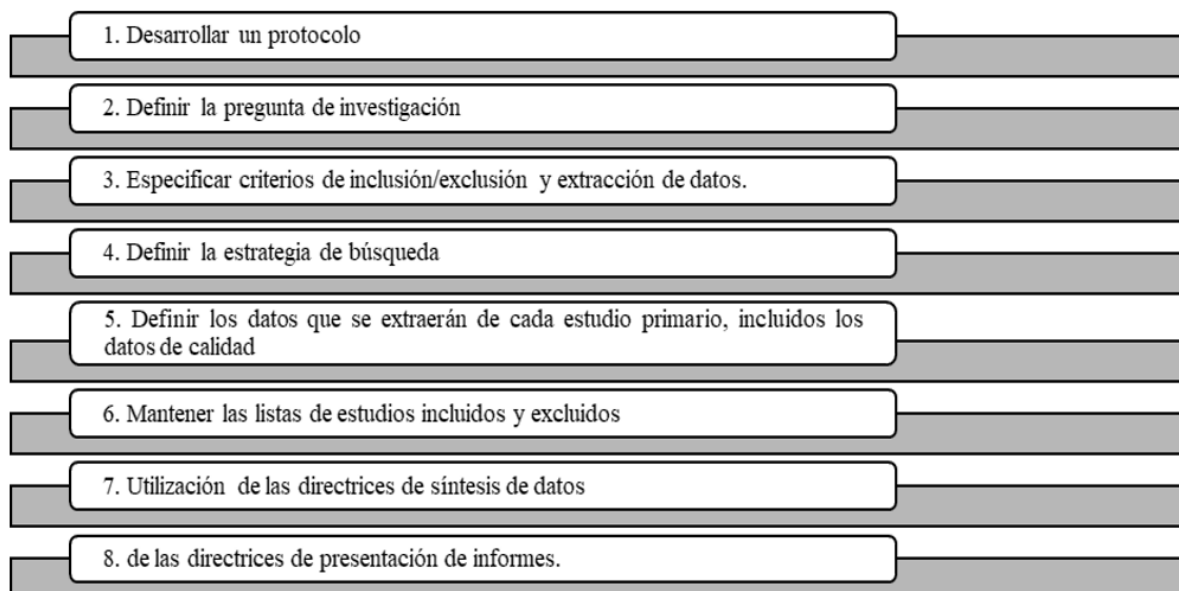 1. Desarrollar un protocolo
2. Definir la pregunta de investigación
3. Especificar criterios de inclusión/exclusión y extracción de datos.
4. Definir la estrategia de búsqueda
5. Definir los datos que se extraerán de cada estudio primario, incluidos los
datos de calidad
6. Mantener las listas de estudios incluidos y excluidos
7. Utilización de las directrices de síntesis de datos
8. de las directrices de presentación de informes.